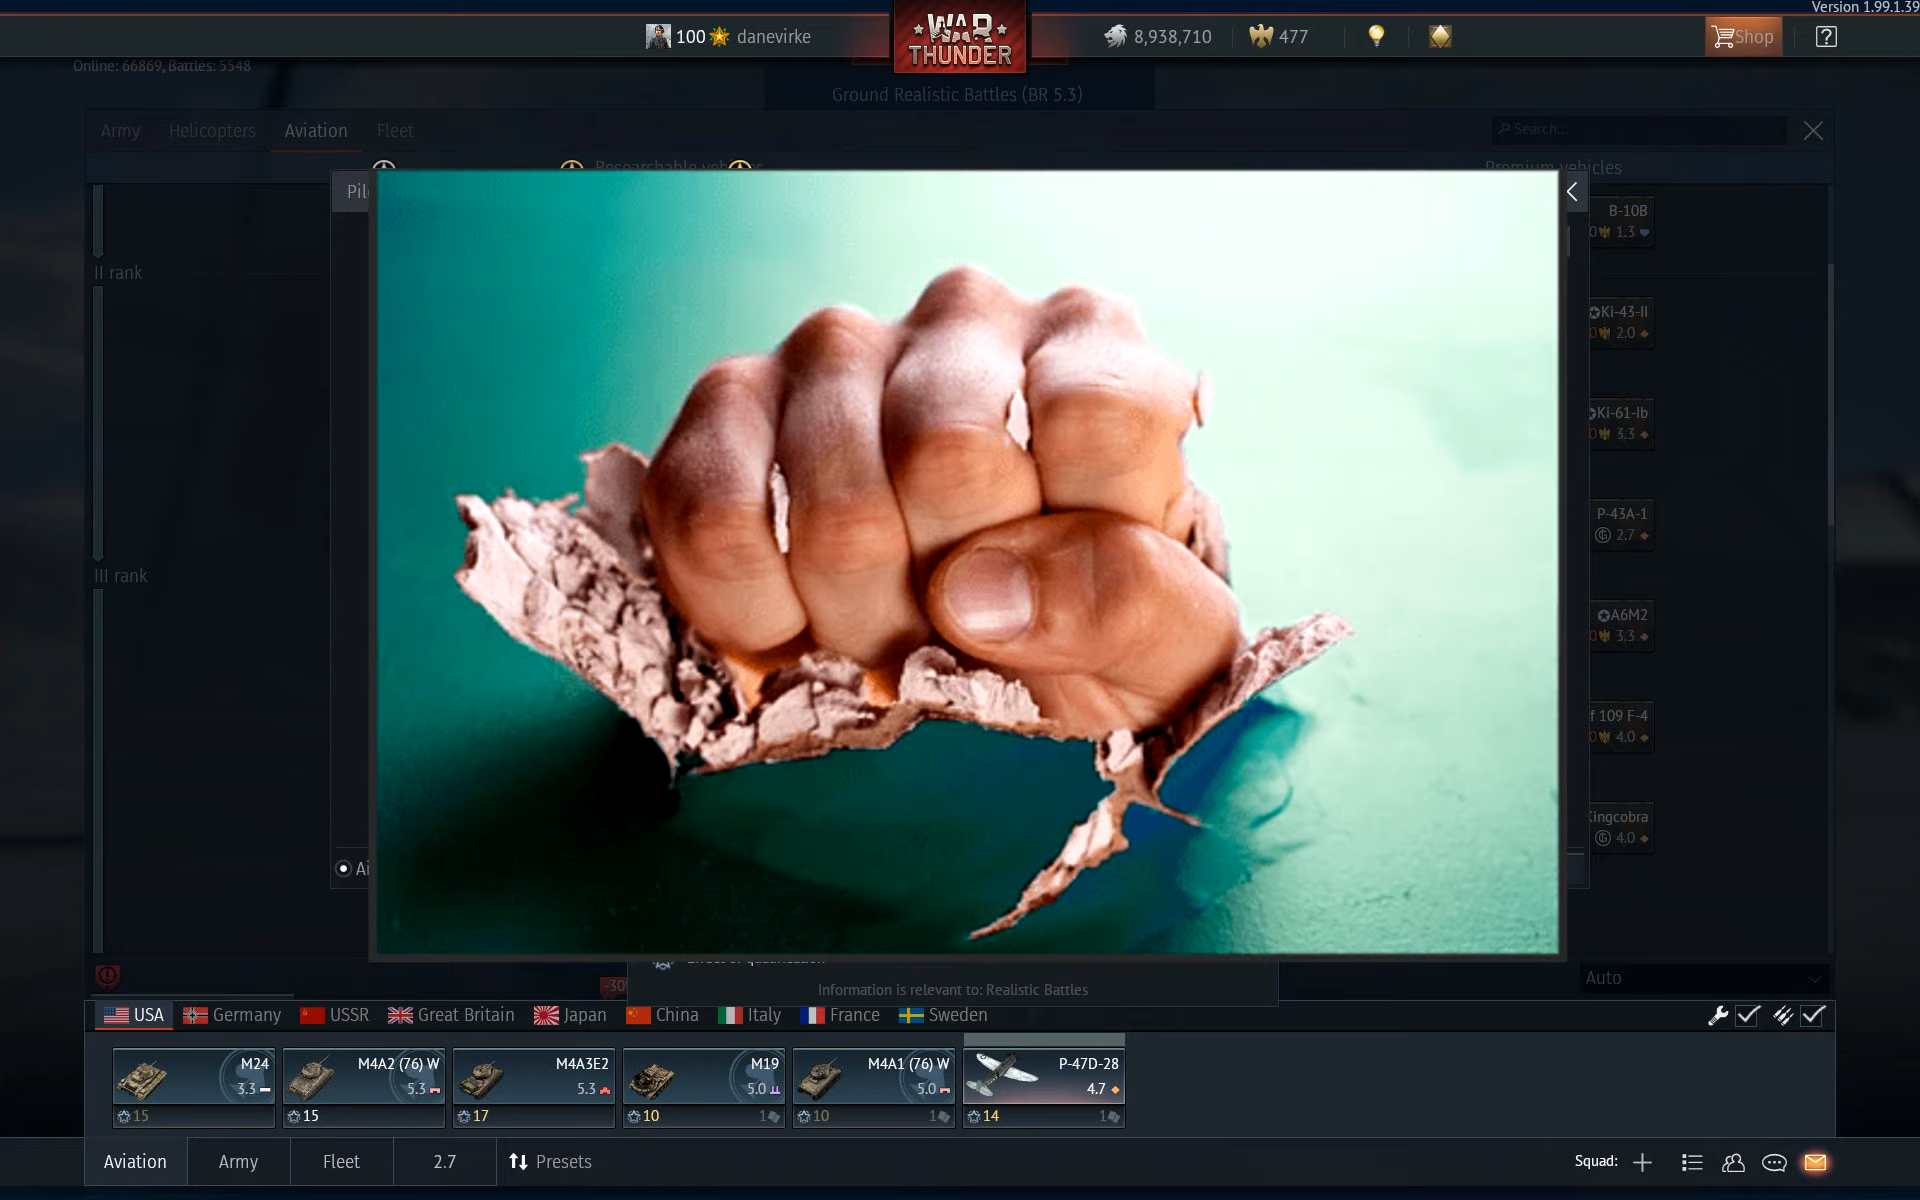 Version 1.99.1.39
100 danevirke
WAR THUNDER
8,938,710
477
Shop
Online: 66869, Battles: 5548
Ground Realistic Battles (BR 5.3)
Army Helicopters Aviation Fleet
Search...
Researchable vehicles
Premium vehicles
B-10B
1.3
II rank
Ki-43-II
2.0
Ki-61-Ib
3.3
P-43A-1
2.7
III rank
A6M2
3.3
f 109 F-4
4.0
Kingcobra
4.0
Effect of qualification
Information is relevant to: Realistic Battles
-30
Auto
USA Germany USSR Great Britain Japan China Italy France Sweden
M24 M4A2 (76) W M4A3E2 M19 M4A1 (76) W P-47D-28
3.3 5.3 5.3 5.0 5.0 4.7
15 15 17 10 1 10 1 14 1
Aviation Army Fleet 2.7 Presets
Squad: